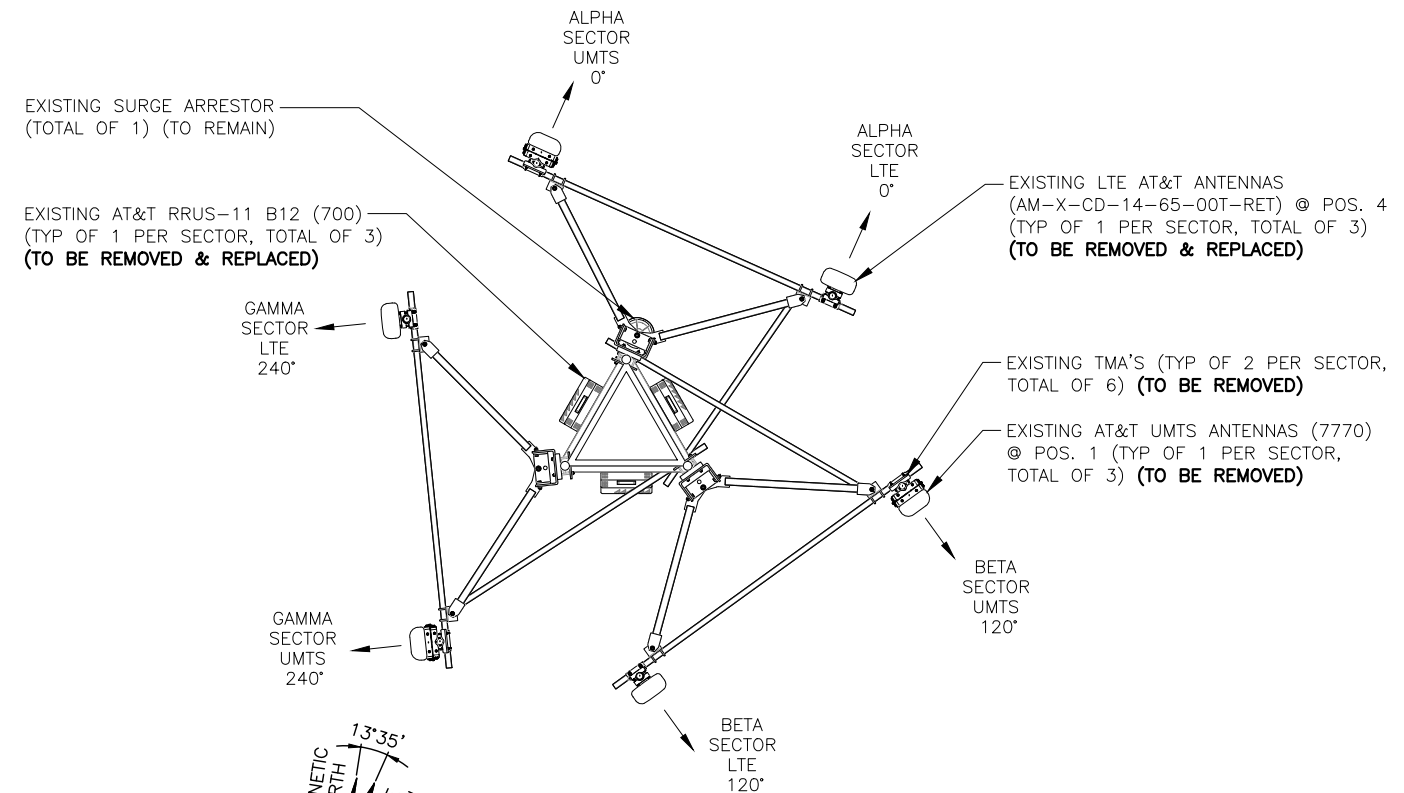 ALPHA
SECTOR
UMTS
0°
EXISTING SURGE ARRESTOR
(TOTAL OF 1) (TO REMAIN)
ALPHA
SECTOR
LTE
0°
EXISTING LTE AT&T ANTENNAS
(AM-X-CD-14-65-00T-RET) @ POS. 4
(TYP OF 1 PER SECTOR, TOTAL OF 3)
(TO BE REMOVED & REPLACED)
EXISTING AT&T RRUS-11 B12 (700)
(TYP OF 1 PER SECTOR, TOTAL OF 3)
(TO BE REMOVED & REPLACED)
GAMMA
SECTOR
LTE
240°
EXISTING TMA'S (TYP OF 2 PER SECTOR,
TOTAL OF 6) (TO BE REMOVED)
EXISTING AT&T UMTS ANTENNAS (7770)
@ POS. 1 (TYP OF 1 PER SECTOR,
TOTAL OF 3) (TO BE REMOVED)
BETA
SECTOR
UMTS
120°
GAMMA
SECTOR
UMTS
240°
BETA
SECTOR
LTE
120°
13°35'